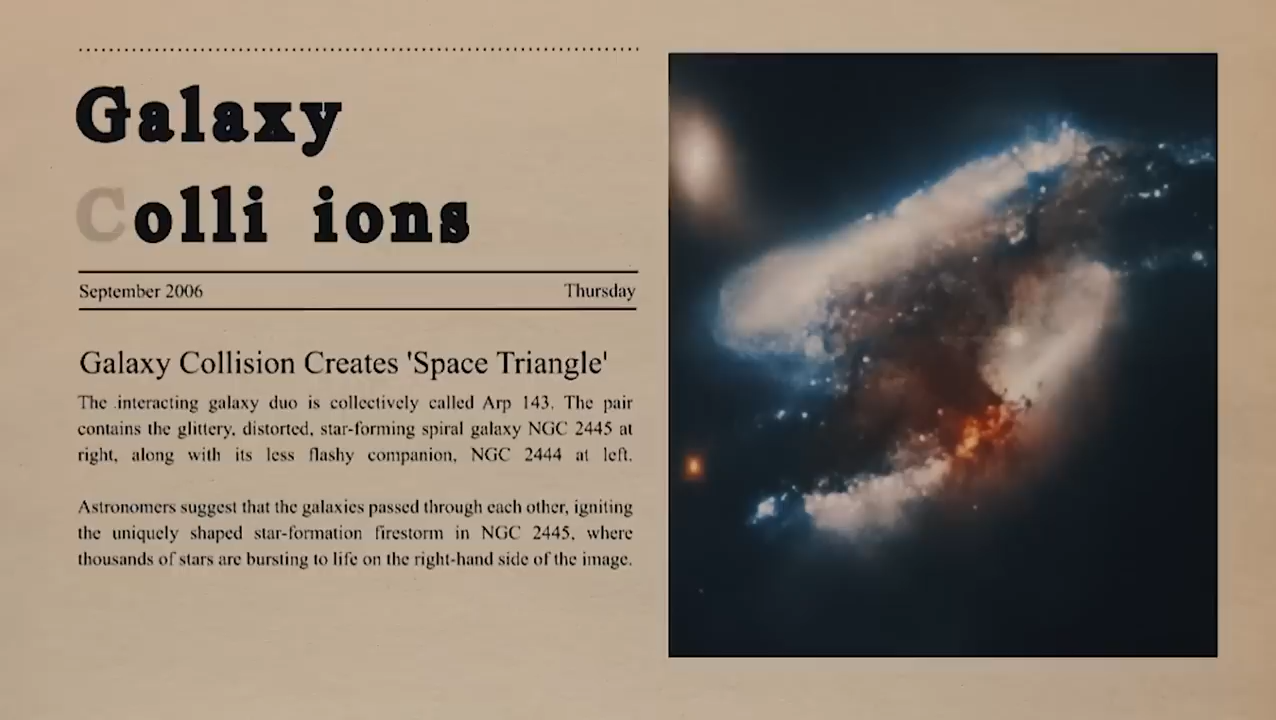 Galaxy
Colli ions
September 2006 Thursday
Galaxy Collision Creates 'Space Triangle'
The interacting galaxy duo is collectively called Arp 143. The pair
contains the glittery, distorted, star-forming spiral galaxy NGC 2445 at
right, along with its less flashy companion, NGC 2444 at left.
Astronomers suggest that the galaxies passed through each other, igniting
the uniquely shaped star-formation firestorm in NGC 2445, where
thousands of stars are bursting to life on the right-hand side of the image.